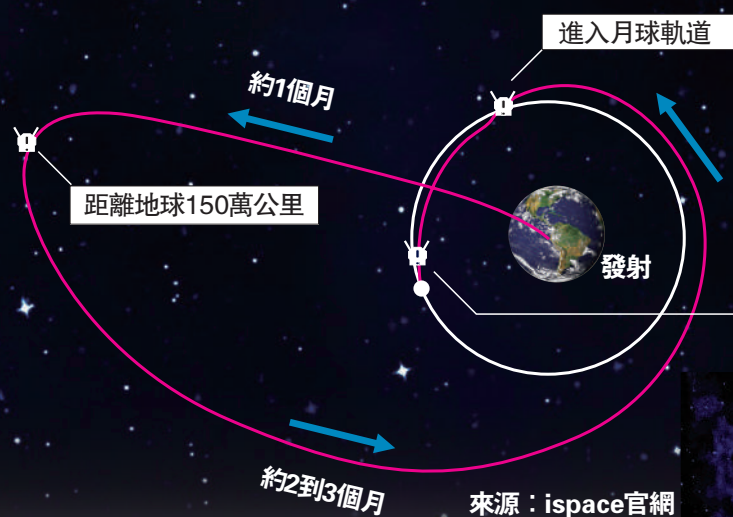 進入月球軌道
約1個月
距離地球150萬公里
發射
約2到3個月
來源：ispace官網